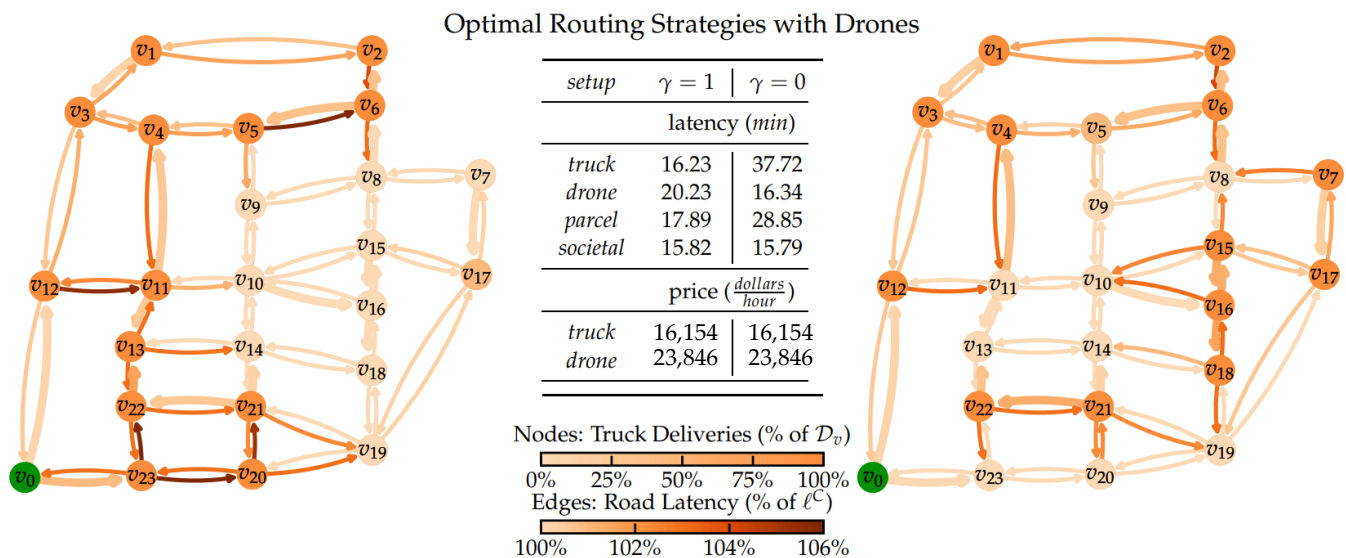 Optimal Routing Strategies with Drones
setup γ = 1 γ = 0
latency (min)
truck 16.23 37.72
drone 20.23 16.34
parcel 17.89 28.85
societal 15.82 15.79
price (dollars/hour)
truck 16,154 16,154
drone 23,846 23,846
Nodes: Truck Deliveries (% of 𝒟v)
0% 25% 50% 75% 100%
Edges: Road Latency (% of ℓC)
100% 102% 104% 106%
v1 v2
v3 v6
v4 v5
v8 v7
v9
v15
v12 v11 v10 v17
v16
v13 v14
v18
v22 v21
v19
v0 v23 v20
v1 v2
v3 v6
v4 v5
v8 v7
v9
v15
v12 v11 v10 v17
v16
v13 v14
v18
v22 v21
v19
v0 v23 v20